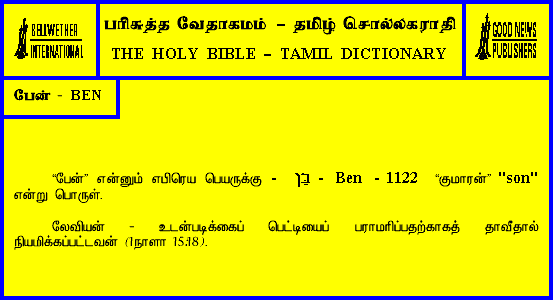 BELLWETHER
INTERNATIONAL
பரிசுத்த வேதாகமம் – தமிழ் சொல்லகராதி
THE HOLY BIBLE – TAMIL DICTIONARY
GOOD NEWS
PUBLISHERS
பேன் - BEN
“பேன்” என்னும் எபிரெய பெயருக்கு - בֵּן - Ben - 1122 “குமாரன்” "son"
என்று பொருள்.
லேவியன் - உடன்படிக்கைப் பெட்டியைப் பராமரிப்பதற்காகத் தாவீதால்
நியமிக்கப்பட்டவன் (1நாளா 15:18).